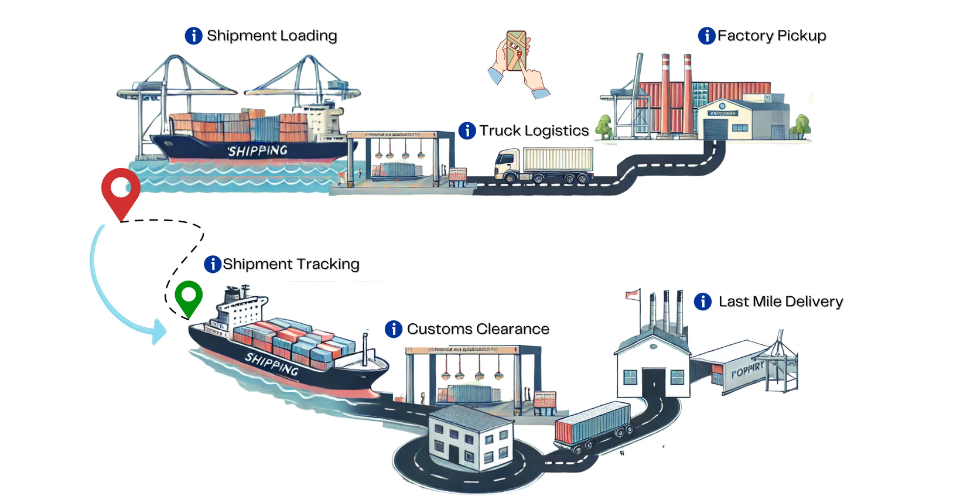 Shipment Loading
Factory Pickup
Truck Logistics
SHIPPING
Shipment Tracking
Last Mile Delivery
Customs Clearance
SHIPPING